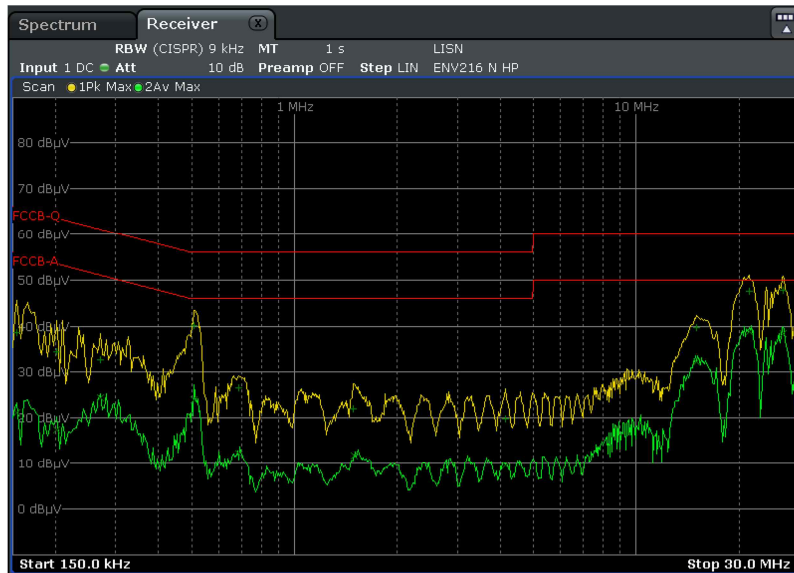 Spectrum Receiver X
RBW (CISPR) 9 kHz MT 1 s LISN
Input 1 DC Att 10 dB Preamp OFF Step LIN ENV216 N HP
Scan 1Pk Max 2Av Max
1 MHz 10 MHz
80 dBµV
70 dBµV
FCCB-Q
60 dBµV
FCCB-A
50 dBµV
40 dBµV
30 dBµV
20 dBµV
10 dBµV
0 dBµV
Start 150.0 kHz Stop 30.0 MHz